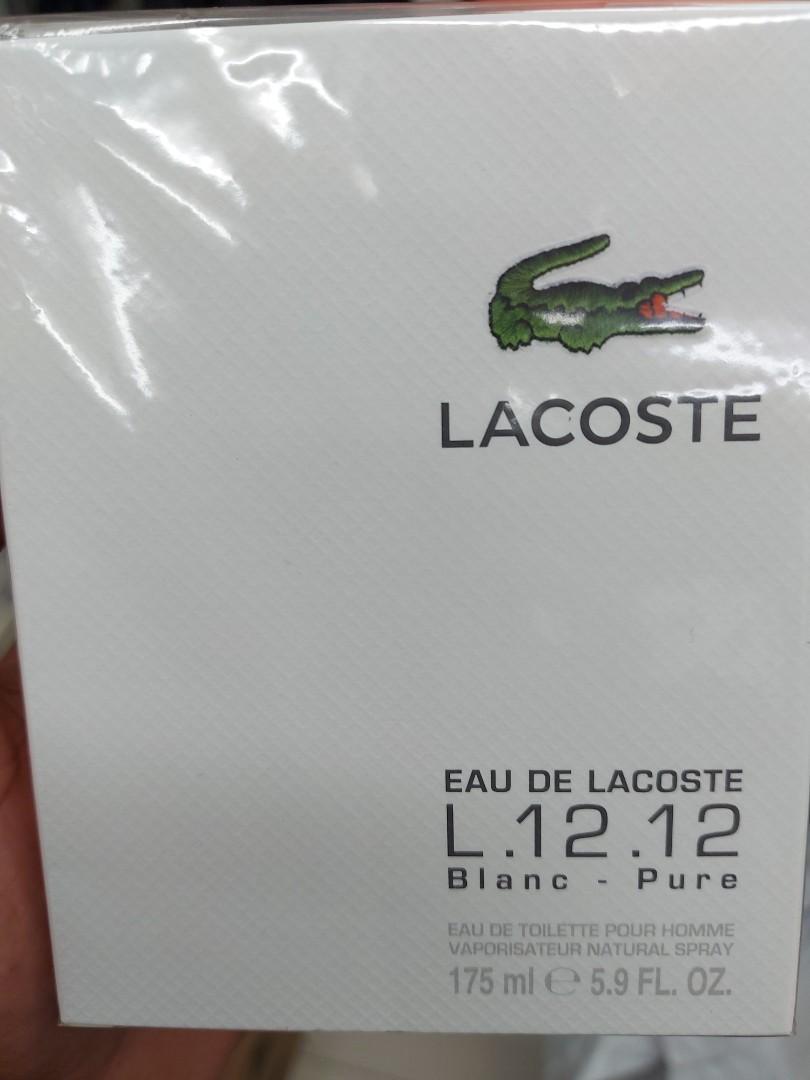 LACOSTE
EAU DE LACOSTE
L.12.12
Blanc - Pure
EAU DE TOILETTE POUR HOMME
VAPORISATEUR NATURAL SPRAY
175 ml ℮ 5.9 FL. OZ.